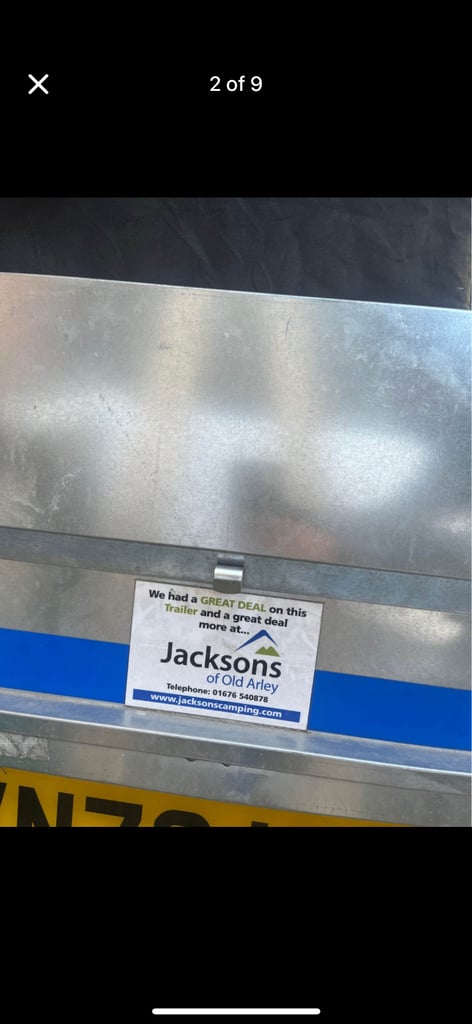 2 of 9
We had a GREAT DEAL on this
Trailer and a great deal
more at...
Jacksons
of Old Arley
Telephone: 01676 540878
www.jacksonscamping.com